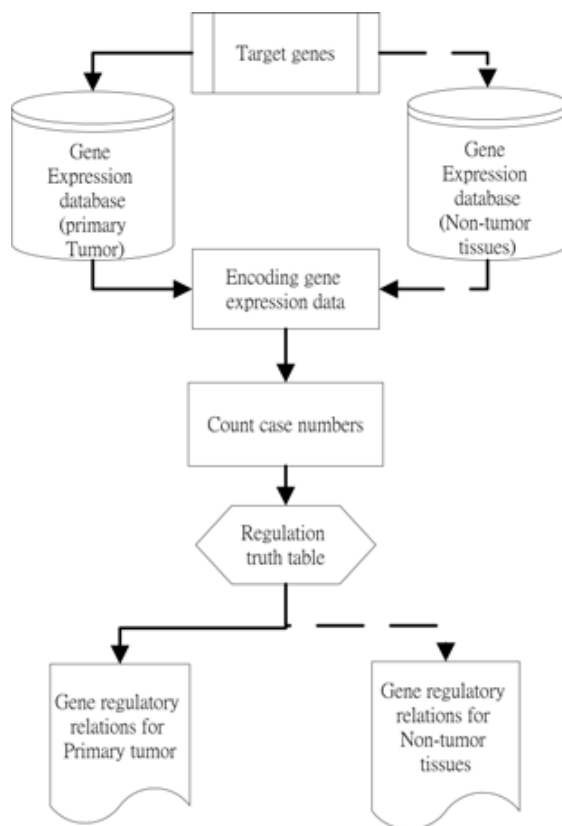 Target genes
Gene
Expression
database
(primary
Tumor)
Gene
Expression
database
(Non-tumor
tissues)
Encoding gene
expression data
Count case numbers
Regulation
truth table
Gene regulatory
relations for
Primary tumor
Gene regulatory
relations for
Non-tumor
tissues